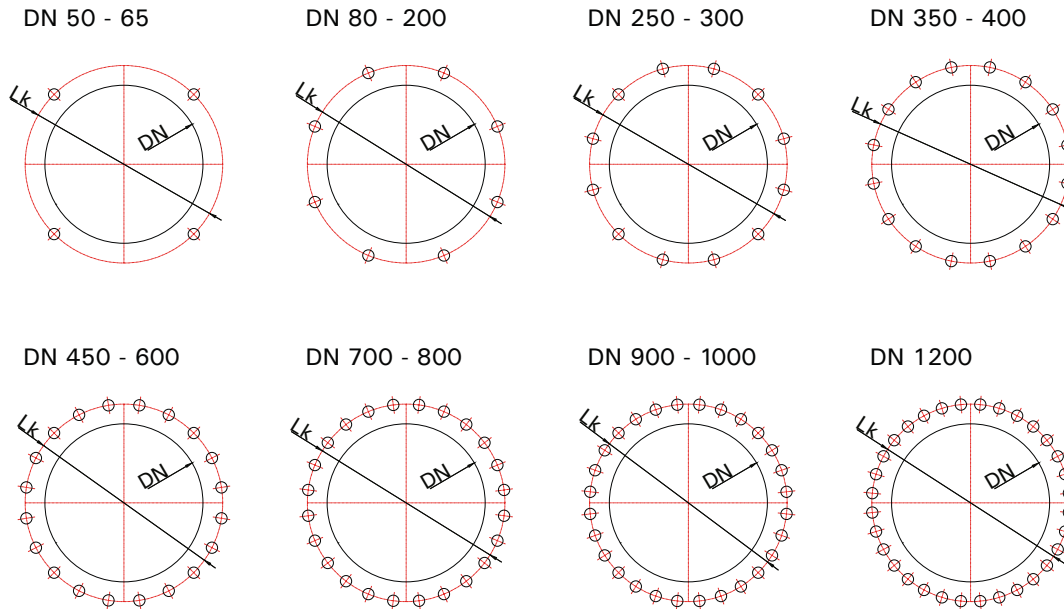 DN 50 - 65
DN 80 - 200
DN 250 - 300
DN 350 - 400
Lk
DN
Lk
DN
Lk
DN
Lk
DN
DN 450 - 600
DN 700 - 800
DN 900 - 1000
DN 1200
Lk
DN
Lk
DN
Lk
DN
Lk
DN